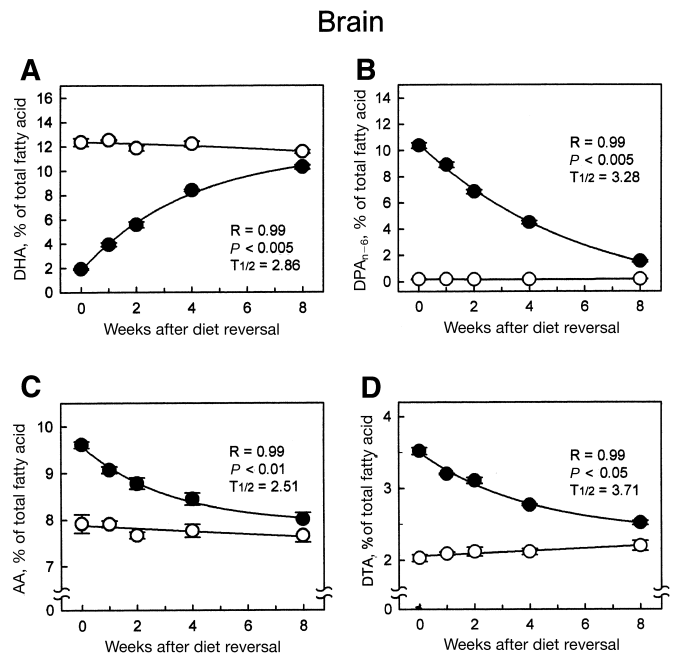 Brain
A
DHA, % of total fatty acid
16
14
12
10
8
6
4
2
0
R = 0.99
P < 0.005
T1/2 = 2.86
0 2 4 6 8
Weeks after diet reversal
B
DPAn−6, % of total fatty acid
14
12
10
8
6
4
2
0
R = 0.99
P < 0.005
T1/2 = 3.28
0 2 4 6 8
Weeks after diet reversal
C
AA, % of total fatty acid
10
9
8
7
0
R = 0.99
P < 0.01
T1/2 = 2.51
0 2 4 6 8
Weeks after diet reversal
D
DTA, % of total fatty acid
4
3
2
0
R = 0.99
P < 0.05
T1/2 = 3.71
0 2 4 6 8
Weeks after diet reversal